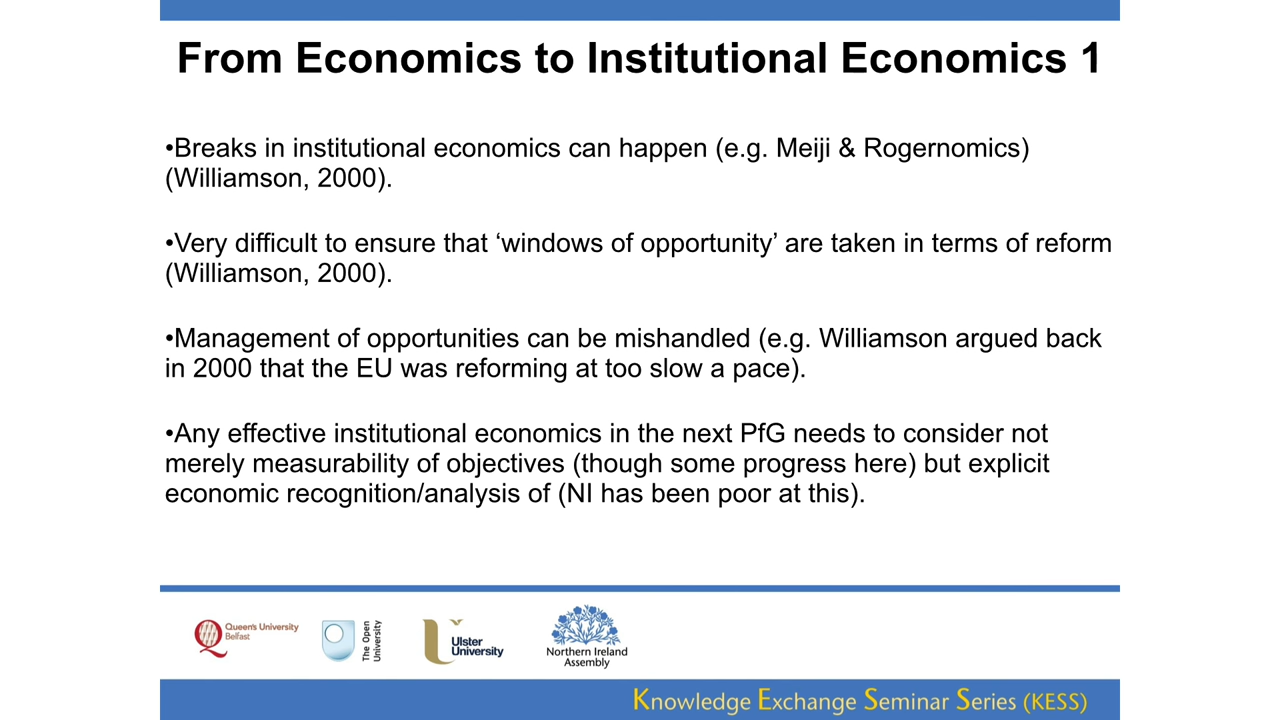 From Economics to Institutional Economics 1
•Breaks in institutional economics can happen (e.g. Meiji & Rogernomics)
(Williamson, 2000).
•Very difficult to ensure that ‘windows of opportunity’ are taken in terms of reform
(Williamson, 2000).
•Management of opportunities can be mishandled (e.g. Williamson argued back
in 2000 that the EU was reforming at too slow a pace).
•Any effective institutional economics in the next PfG needs to consider not
merely measurability of objectives (though some progress here) but explicit
economic recognition/analysis of (NI has been poor at this).
Queen's University
Belfast
The Open
University
Ulster
University
Northern Ireland
Assembly
Knowledge Exchange Seminar Series (KESS)